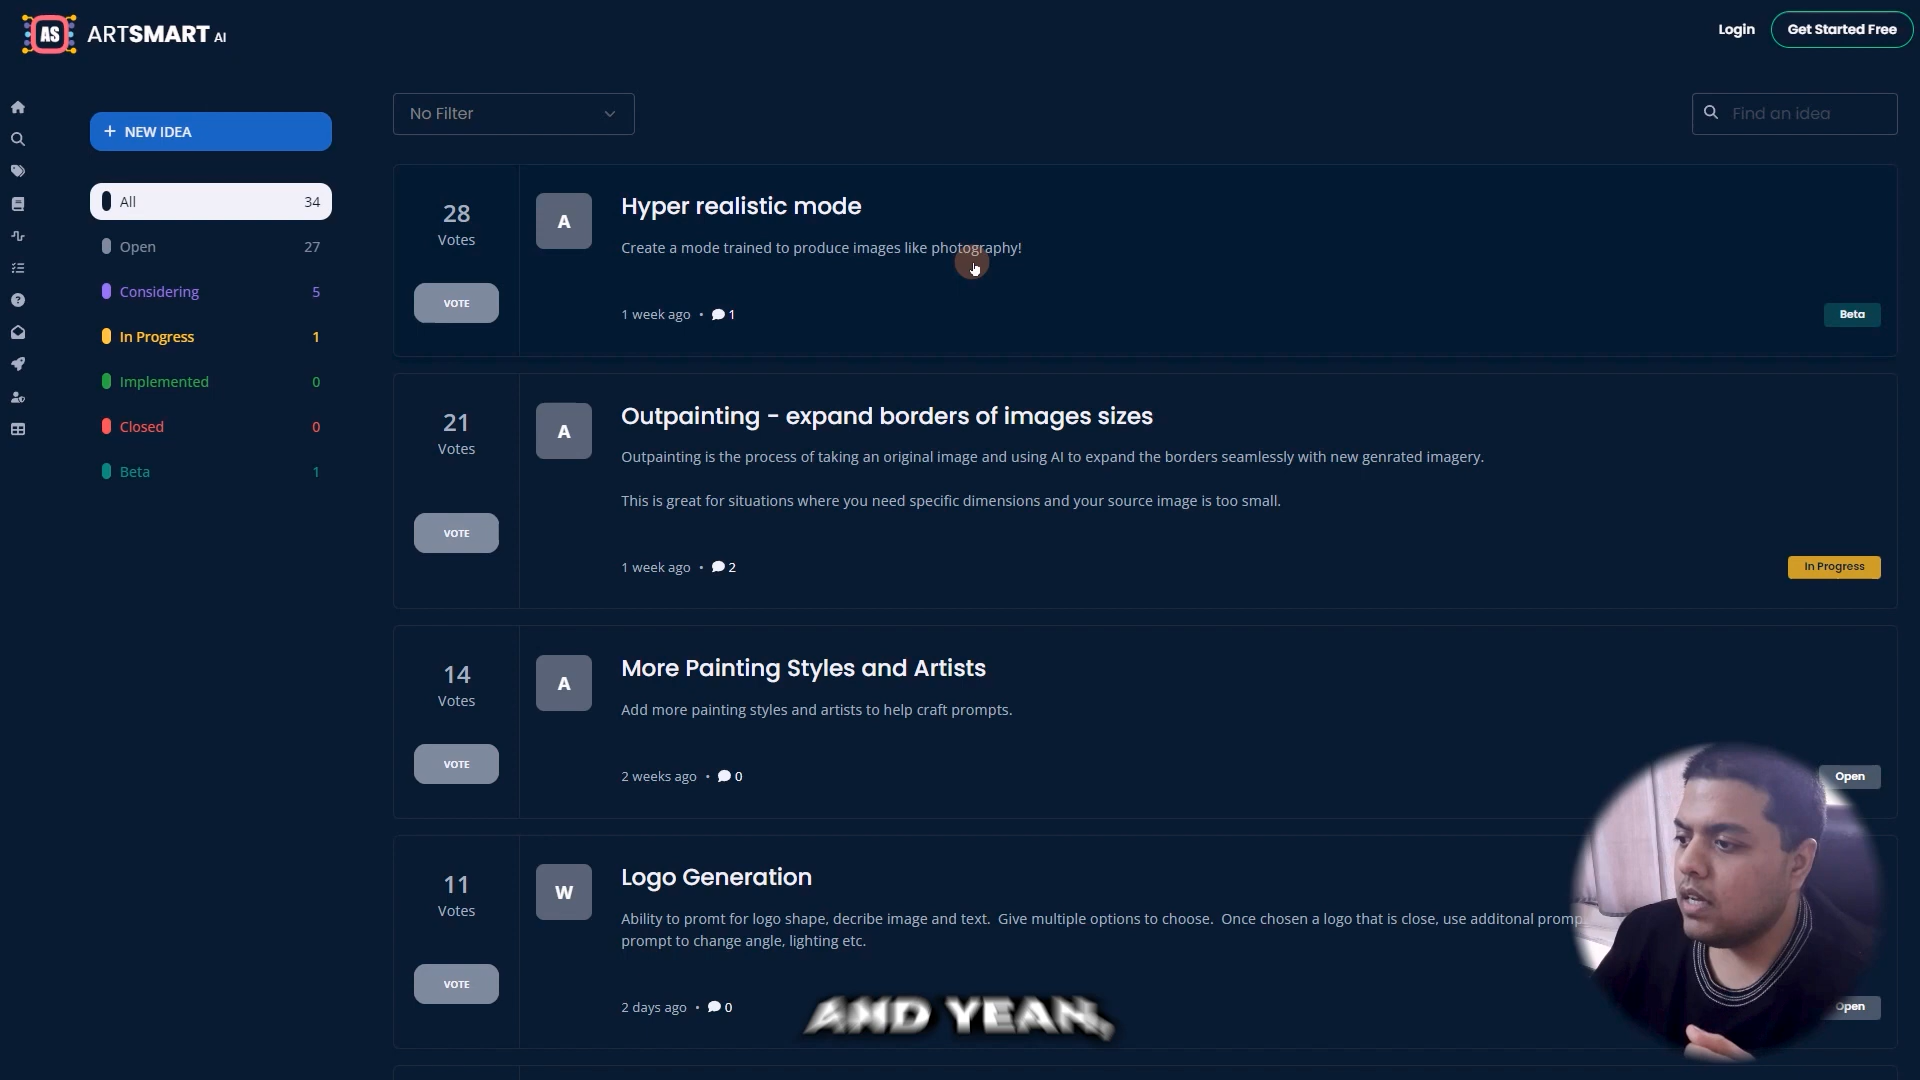 AS ARTSMART AI
Login
Get Started Free
No Filter
Find an idea
+ NEW IDEA
All 34
Open 27
Considering 5
In Progress 1
Implemented 0
Closed 0
Beta 1
28
Votes
VOTE
A
Hyper realistic mode
Create a mode trained to produce images like photography!
1 week ago • 1
Beta
21
Votes
VOTE
A
Outpainting - expand borders of images sizes
Outpainting is the process of taking an original image and using AI to expand the borders seamlessly with new genrated imagery.
This is great for situations where you need specific dimensions and your source image is too small.
1 week ago • 2
In Progress
14
Votes
VOTE
A
More Painting Styles and Artists
Add more painting styles and artists to help craft prompts.
2 weeks ago • 0
Open
11
Votes
VOTE
W
Logo Generation
Ability to promt for logo shape, decribe image and text. Give multiple options to choose. Once chosen a logo that is close, use additonal promp
prompt to change angle, lighting etc.
2 days ago • 0
Open
AND YEAH,